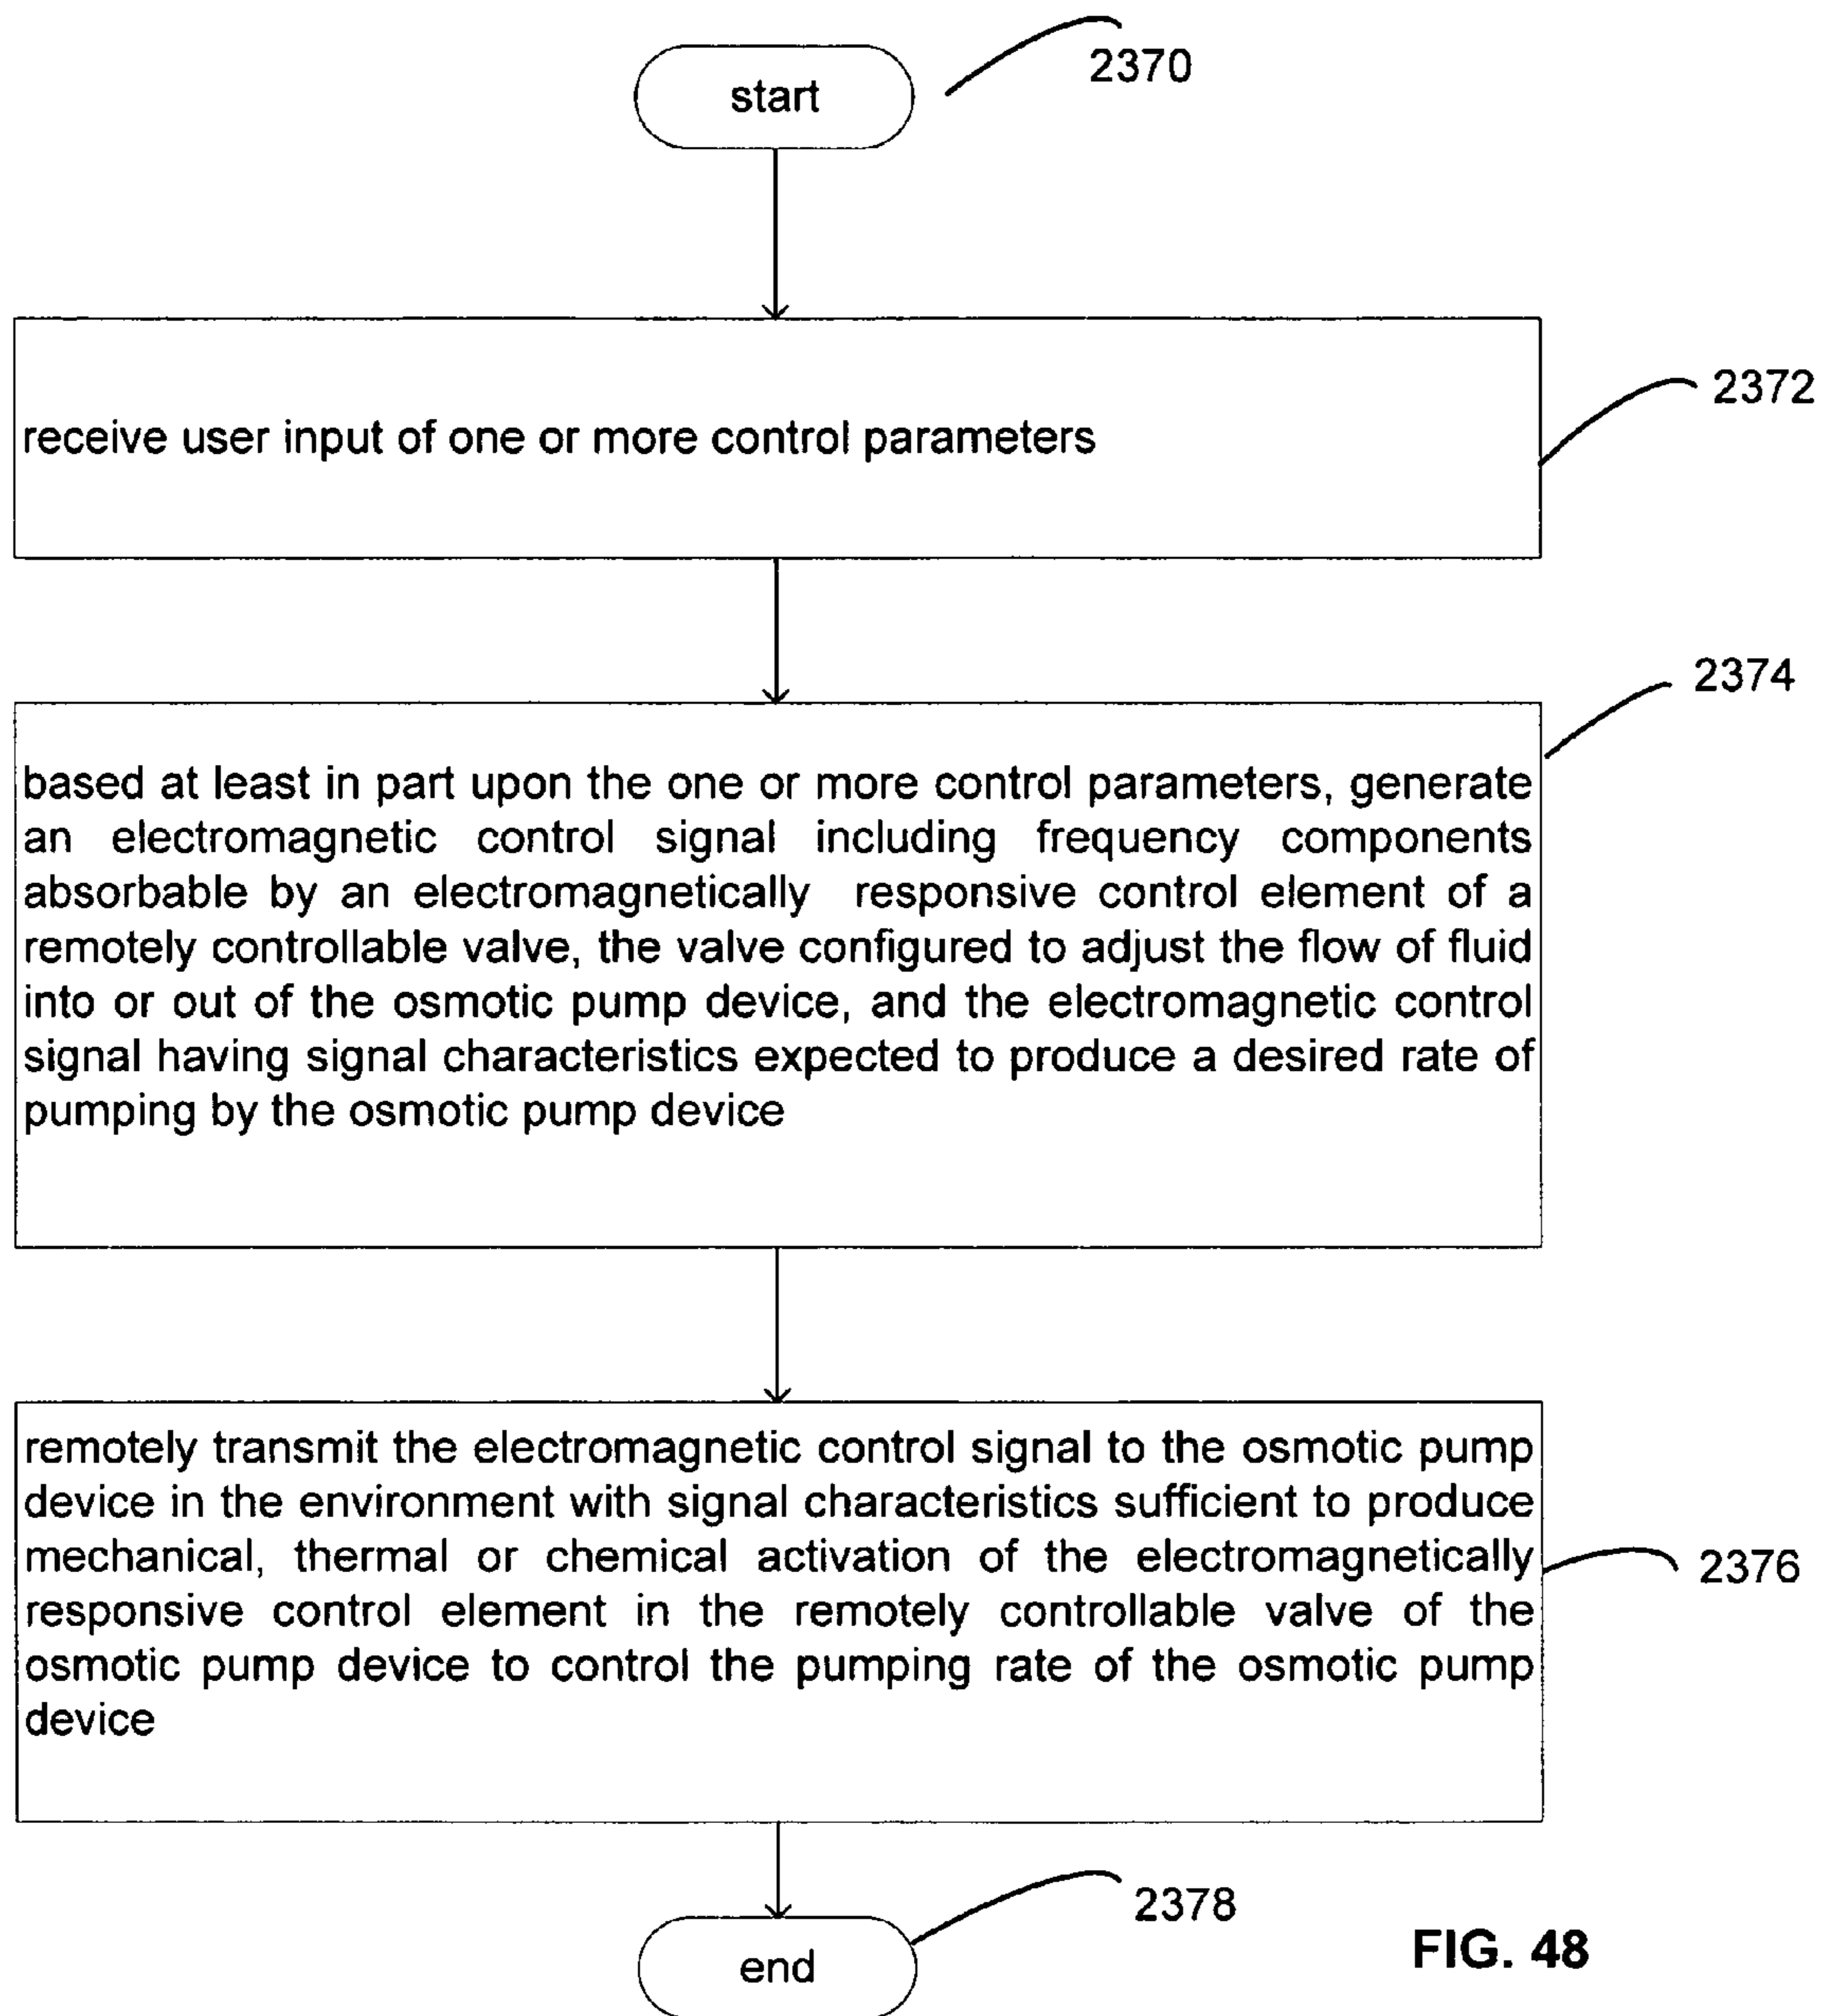 2370
start
2372
receive user input of one or more control parameters
2374
based at least in part upon the one or more control parameters, generate
an electromagnetic control signal including frequency components
absorbable by an electromagnetically responsive control element of a
remotely controllable valve, the valve configured to adjust the flow of fluid
into or out of the osmotic pump device, and the electromagnetic control
signal having signal characteristics expected to produce a desired rate of
pumping by the osmotic pump device
remotely transmit the electromagnetic control signal to the osmotic pump
device in the environment with signal characteristics sufficient to produce
mechanical, thermal or chemical activation of the electromagnetically
responsive control element in the remotely controllable valve of the
osmotic pump device to control the pumping rate of the osmotic pump
device
2376
2378
end
FIG. 48